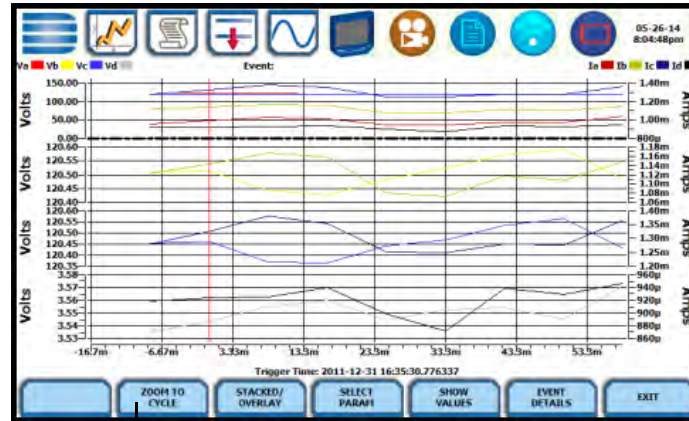 05-26-14
8:04:48pm
Va Vb Vc Vd Event: Ia Ib Ic Id
150.00 1.40m
100.00 1.20m
50.00 1.00m
0.00 800µ
Volts Amps
120.60 1.18m
1.16m
120.55 1.14m
120.50 1.12m
1.10m
120.45 1.08m
120.40 1.06m
Volts Amps
120.60 1.40m
120.55 1.35m
120.50 1.30m
120.45
120.40 1.25m
120.35 1.20m
Volts Amps
3.58 960µ
3.57 940µ
3.56 920µ
3.55 900µ
3.54 880µ
3.53 860µ
Volts Amps
-16.7m -6.67m 3.33m 13.3m 23.3m 33.3m 43.3m 53.3m
Trigger Time: 2011-12-31 16:35:30.776337
ZOOM TO CYCLE
STACKED/ OVERLAY
SELECT PARAM
SHOW VALUES
EVENT DETAILS
EXIT